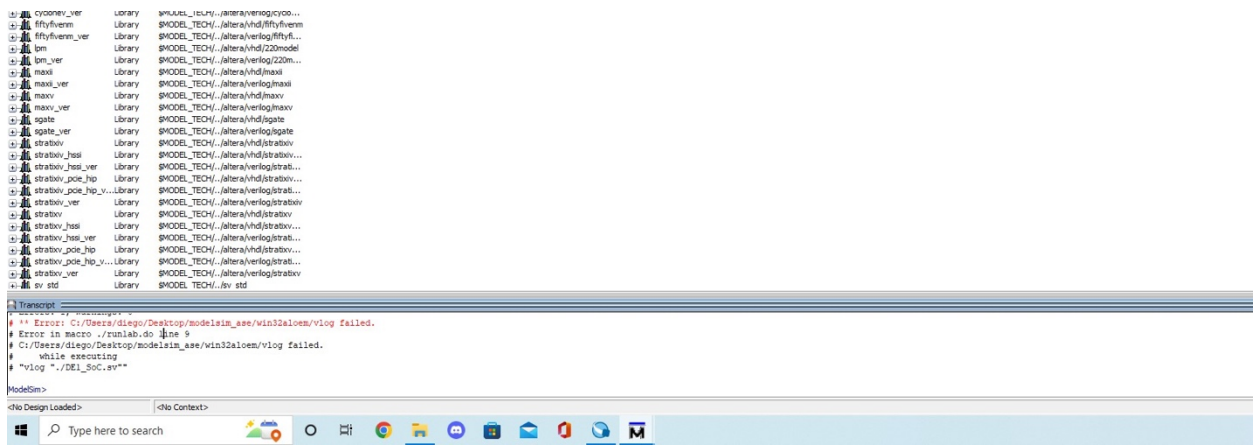 cyclonev_ver Library $MODEL_TECH/../altera/verilog/cyclo...
fiftyfivenm Library $MODEL_TECH/../altera/vhdl/fiftyfivenm
fiftyfivenm_ver Library $MODEL_TECH/../altera/verilog/fiftyfi...
lpm Library $MODEL_TECH/../altera/vhdl/220model
lpm_ver Library $MODEL_TECH/../altera/verilog/220m...
maxii Library $MODEL_TECH/../altera/vhdl/maxii
maxii_ver Library $MODEL_TECH/../altera/verilog/maxii
maxv Library $MODEL_TECH/../altera/vhdl/maxv
maxv_ver Library $MODEL_TECH/../altera/verilog/maxv
sgate Library $MODEL_TECH/../altera/vhdl/sgate
sgate_ver Library $MODEL_TECH/../altera/verilog/sgate
stratixiv Library $MODEL_TECH/../altera/vhdl/stratixiv
stratixiv_hssi Library $MODEL_TECH/../altera/vhdl/stratixiv...
stratixiv_hssi_ver Library $MODEL_TECH/../altera/verilog/strati...
stratixiv_pcie_hip Library $MODEL_TECH/../altera/vhdl/stratixiv...
stratixiv_pcie_hip_v... Library $MODEL_TECH/../altera/verilog/strati...
stratixiv_ver Library $MODEL_TECH/../altera/verilog/stratixiv
stratixv Library $MODEL_TECH/../altera/vhdl/stratixv
stratixv_hssi Library $MODEL_TECH/../altera/vhdl/stratixv...
stratixv_hssi_ver Library $MODEL_TECH/../altera/verilog/strati...
stratixv_pcie_hip Library $MODEL_TECH/../altera/vhdl/stratixv...
stratixv_pcie_hip_v... Library $MODEL_TECH/../altera/verilog/strati...
stratixv_ver Library $MODEL_TECH/../altera/verilog/stratixv
sv_std Library $MODEL_TECH/../sv_std
Transcript
# ** Error: C:/Users/diego/Desktop/modelsim_ase/win32aloem/vlog failed.
# Error in macro ./runlab.do line 9
# C:/Users/diego/Desktop/modelsim_ase/win32aloem/vlog failed.
# while executing
# "vlog "./DE1_SoC.sv""
ModelSim>
<No Design Loaded> <No Context>
Type here to search